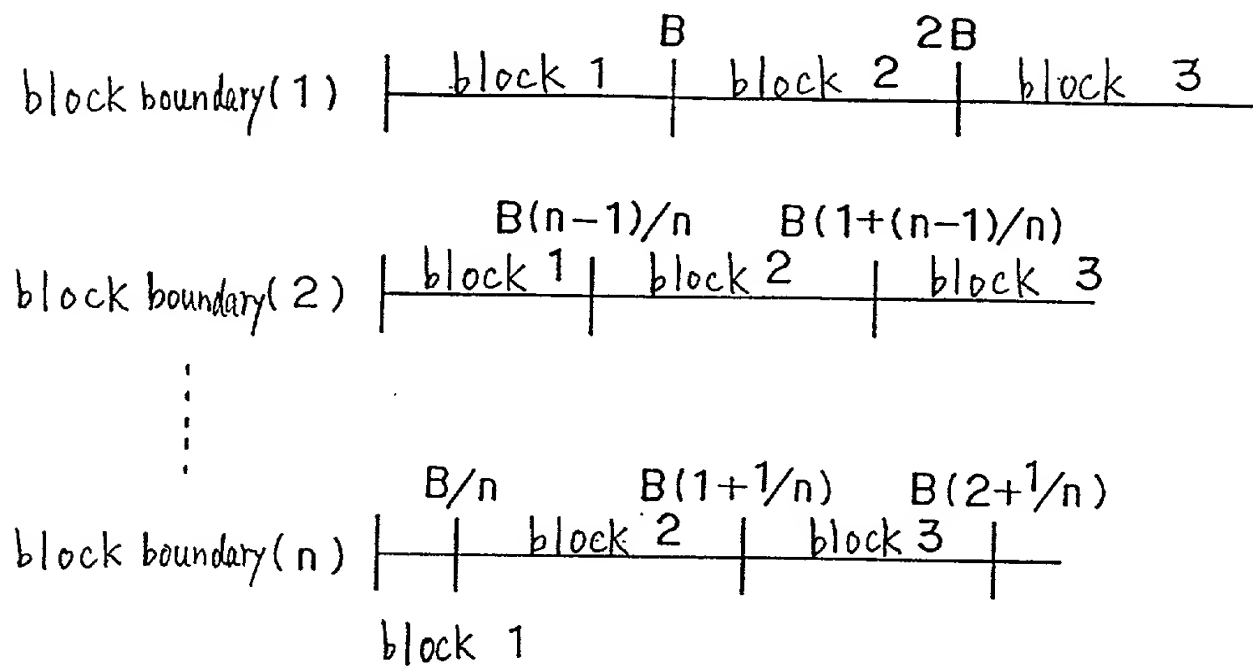 B 2B
block boundary(1) block 1 block 2 block 3
B(n-1)/n B(1+(n-1)/n)
block boundary(2) block 1 block 2 block 3
B/n B(1+1/n) B(2+1/n)
block boundary(n) block 2 block 3
block 1